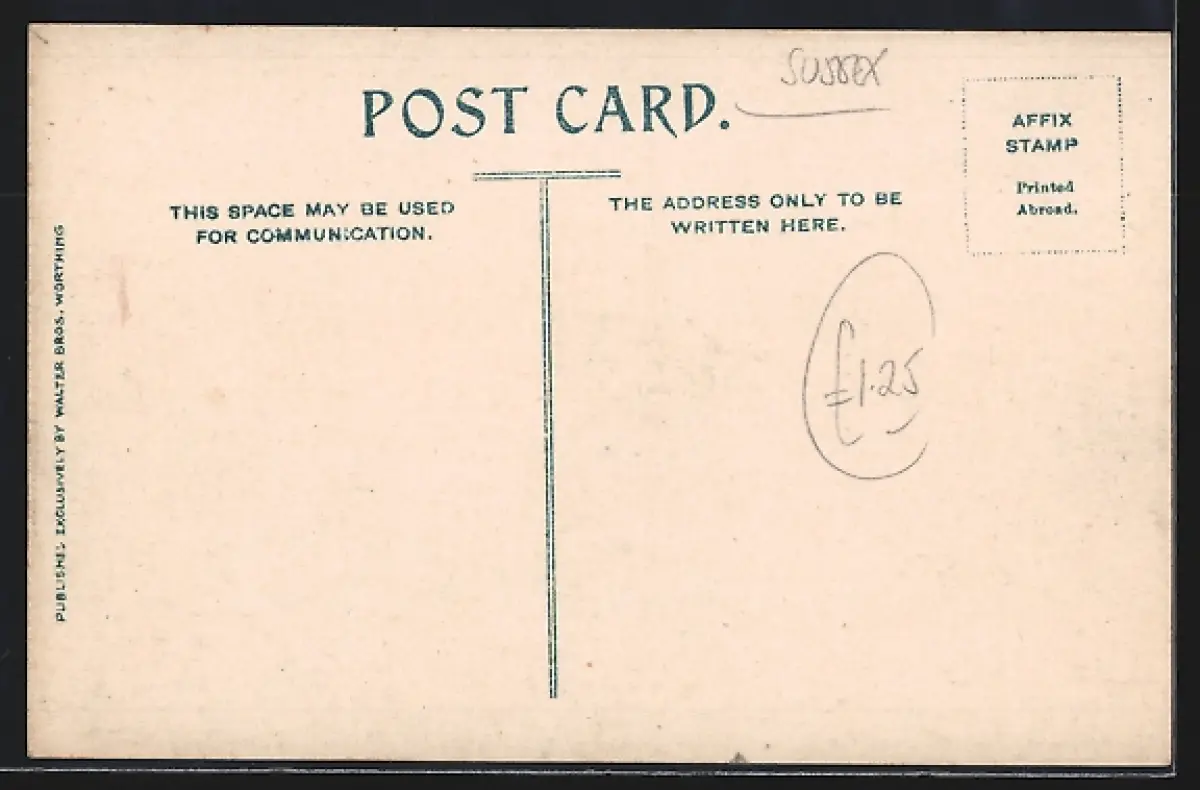 SUSSEX
POST CARD.
AFFIX
STAMP
Printed
Abroad.
THIS SPACE MAY BE USED
FOR COMMUNICATION.
THE ADDRESS ONLY TO BE
WRITTEN HERE.
£1.25
PUBLISHED EXCLUSIVELY BY WALTER BROS. WORTHING